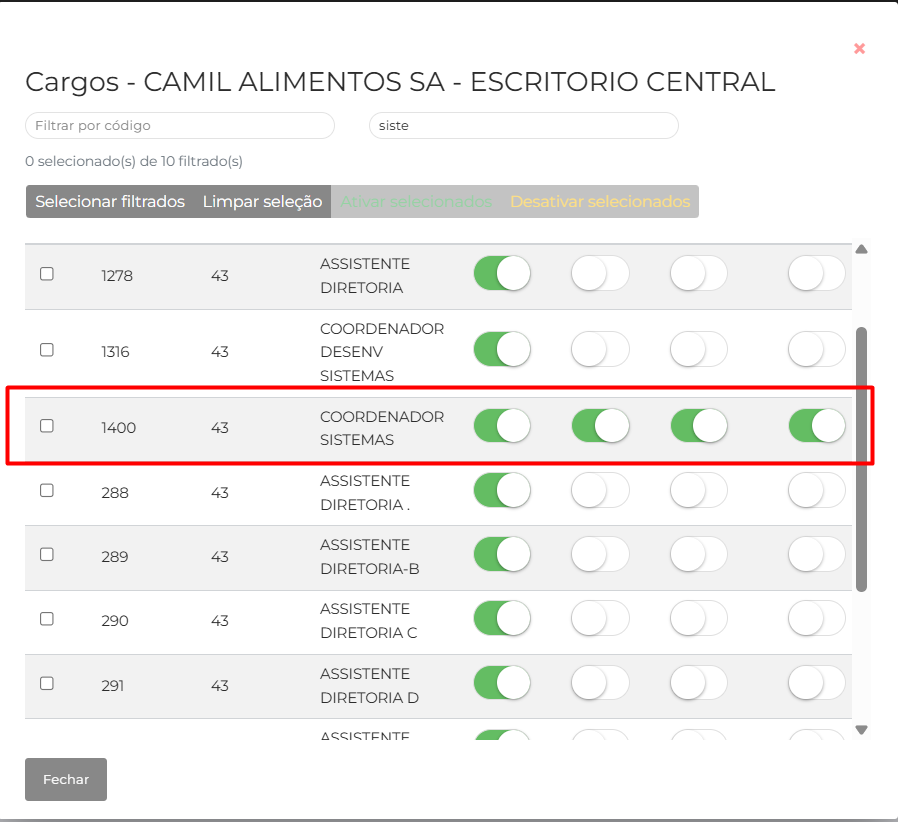 ×
Cargos - CAMIL ALIMENTOS SA - ESCRITORIO CENTRAL
Filtrar por código siste
0 selecionado(s) de 10 filtrado(s)
Selecionar filtrados Limpar seleção Ativar selecionados Desativar selecionados
1278 43 ASSISTENTE
DIRETORIA
COORDENADOR
1316 43 DESENV
SISTEMAS
1400 43 COORDENADOR
SISTEMAS
288 43 ASSISTENTE
DIRETORIA .
289 43 ASSISTENTE
DIRETORIA-B
290 43 ASSISTENTE
DIRETORIA C
291 43 ASSISTENTE
DIRETORIA D
ASSISTENTE
Fechar